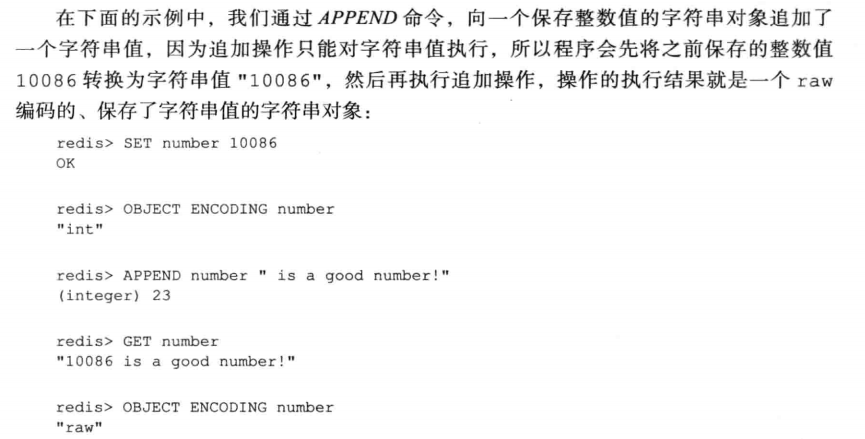 在下面的示例中，我们通过 APPEND 命令，向一个保存整数值的字符串对象追加了
一个字符串值，因为追加操作只能对字符串值执行，所以程序会先将之前保存的整数值
10086 转换为字符串值 "10086"，然后再执行追加操作，操作的执行结果就是一个 raw
编码的、保存了字符串值的字符串对象：
redis> SET number 10086
OK
redis> OBJECT ENCODING number
"int"
redis> APPEND number " is a good number!"
(integer) 23
redis> GET number
"10086 is a good number!"
redis> OBJECT ENCODING number
"raw"